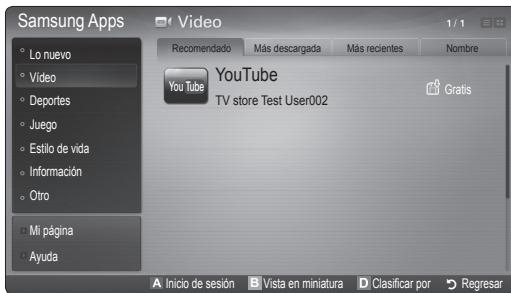 Samsung Apps
Video
1/1
Lo nuevo
Vídeo
Deportes
Juego
Estilo de vida
Información
Otro
Mi página
Ayuda
Recomendado Más descargada Más recientes Nombre
You Tube
YouTube
TV store Test User002
Gratis
A Inicio de sesión B Vista en miniatura D Clasificar por Regresar